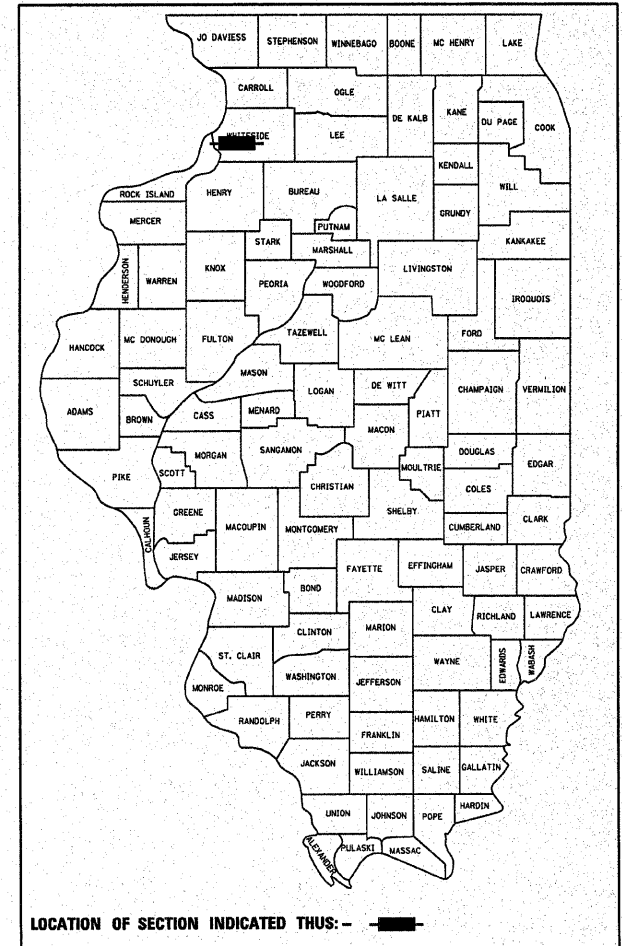 JO DAVIESS
STEPHENSON
WINNEBAGO
BOONE
MC HENRY
LAKE
CARROLL
OGLE
DE KALB
KANE
DU PAGE
COOK
WHITESIDE
LEE
KENDALL
WILL
ROCK ISLAND
HENRY
BUREAU
LA SALLE
GRUNDY
MERCER
PUTNAM
STARK
MARSHALL
KANKAKEE
HENDERSON
WARREN
KNOX
PEORIA
WOODFORD
LIVINGSTON
IROQUOIS
HANCOCK
MC DONOUGH
FULTON
TAZEWELL
MC LEAN
FORD
MASON
SCHUYLER
LOGAN
DE WITT
CHAMPAIGN
VERMILION
ADAMS
BROWN
CASS
MENARD
PIATT
MACON
MORGAN
SANGAMON
DOUGLAS
EDGAR
PIKE
SCOTT
MOULTRIE
CHRISTIAN
COLES
GREENE
MACOUPIN
MONTGOMERY
SHELBY
CLARK
CUMBERLAND
CALHOUN
JERSEY
FAYETTE
EFFINGHAM
JASPER
CRAWFORD
MADISON
BOND
CLAY
RICHLAND
LAWRENCE
MARION
CLINTON
ST. CLAIR
WAYNE
EDWARDS
WABASH
WASHINGTON
JEFFERSON
MONROE
RANDOLPH
PERRY
HAMILTON
WHITE
FRANKLIN
JACKSON
WILLIAMSON
SALINE
GALLATIN
UNION
JOHNSON
POPE
HARDIN
ALEXANDER
PULASKI
MASSAC
LOCATION OF SECTION INDICATED THUS: -